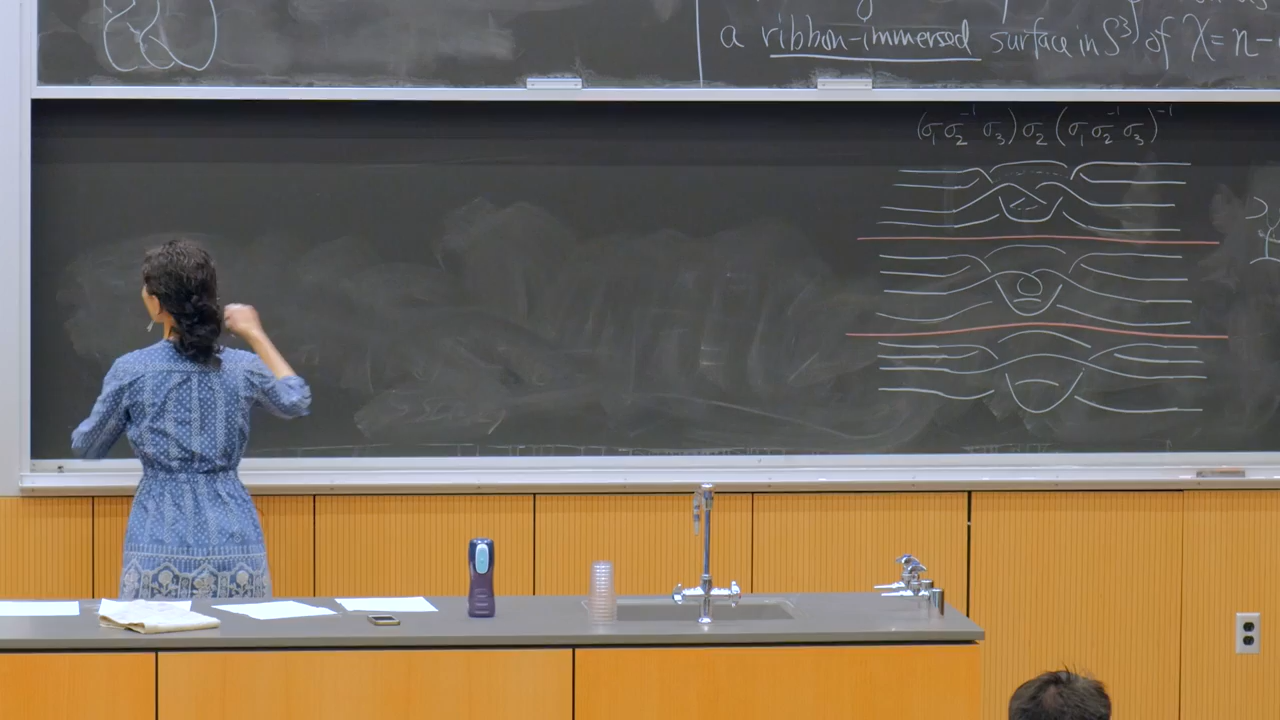 a ribbon-immersed surface in S³) of χ = n-
(σ₁σ₂⁻¹σ₃)σ₂(σ₁σ₂⁻¹σ₃)⁻¹